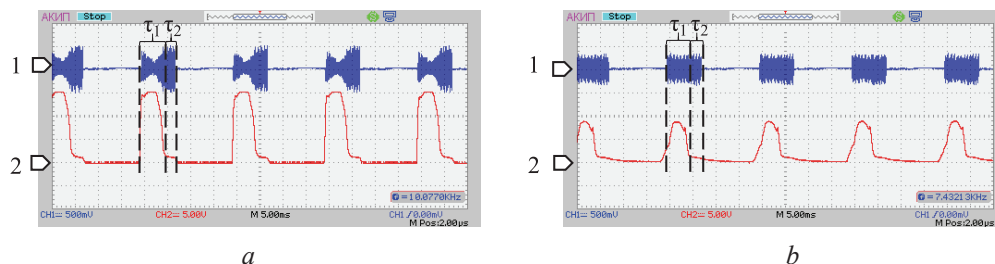 АКИП Stop
τ1 τ2
1
2
f = 10.0770KHz
CH1= 500mV CH2= 5.00V M 5.00ms CH1 / 0.00mV
M Pos:2.00μs
a
АКИП Stop
τ1 τ2
1
2
f = 7.43213KHz
CH1= 500mV CH2= 5.00V M 5.00ms CH1 / 0.00mV
M Pos:2.00μs
b